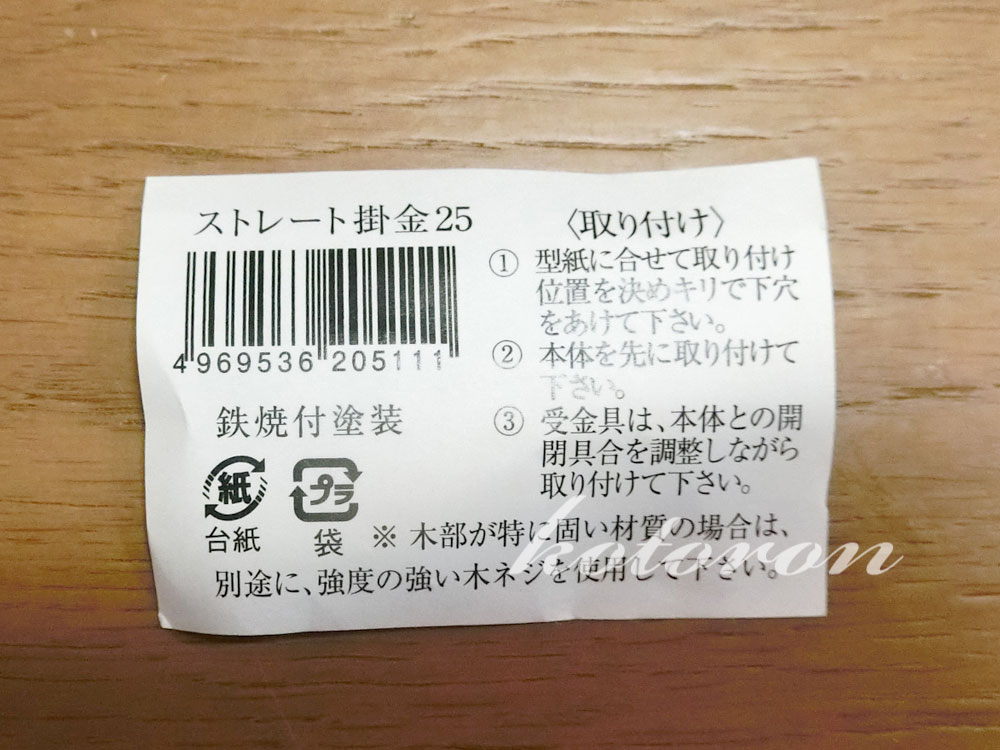 ストレート掛金25
4969536205111
鉄焼付塗装
紙
プラ
台紙
袋
〈取り付け〉
① 型紙に合せて取り付け
位置を決めキリで下穴
をあけて下さい。
② 本体を先に取り付けて
下さい。
③ 受金具は、本体との開
閉具合を調整しながら
取り付けて下さい。
※ 木部が特に固い材質の場合は、
別途に、強度の強い木ネジを使用して下さい。
kotoron